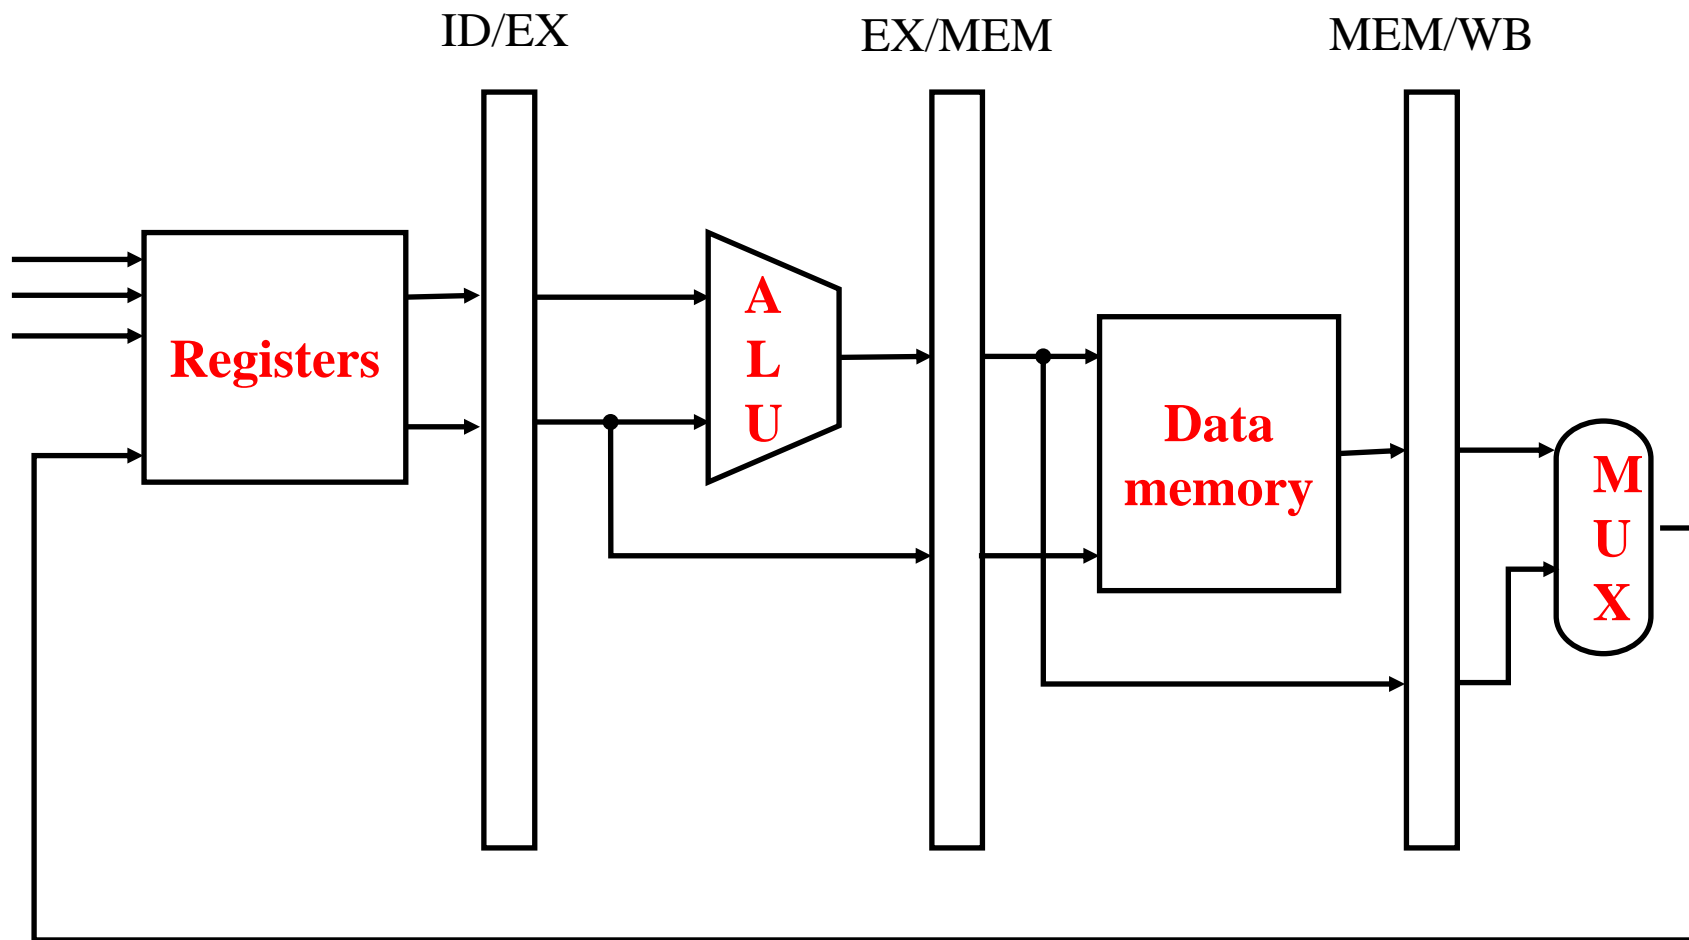 ID/EX
EX/MEM
MEM/WB
Registers
A
L
U
Data
memory
M
U
X